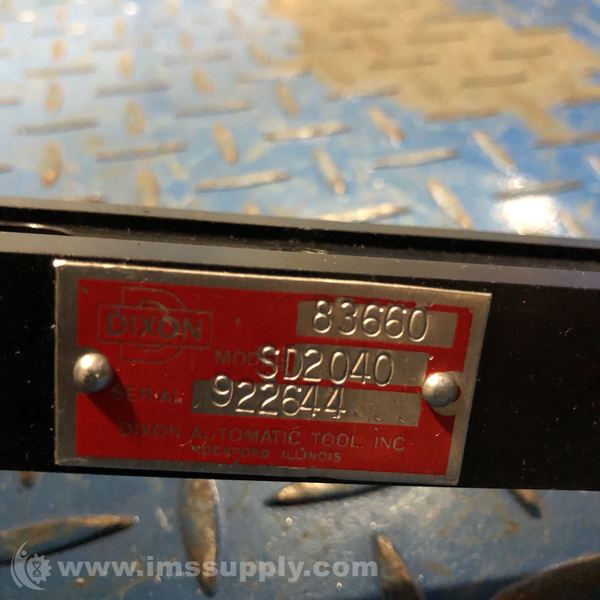 DIXON
83660
MODEL SD2040
SERIAL 922644
DIXON AUTOMATIC TOOL, INC
ROCKFORD ILLINOIS
www.imssupply.com